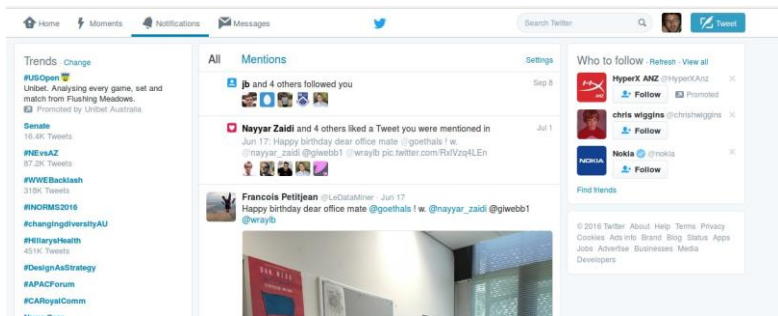 Home Moments Notifications Messages Search Twitter Tweet
Trends · Change
#USOpen
Unibet. Analysing every game, set and
match from Flushing Meadows.
Promoted by Unibet Australia
Senate
16.4K Tweets
#NEvsAZ
87.2K Tweets
#WWEBacklash
318K Tweets
#INORMS2016
#changingdiversityAU
#HillarysHealth
451K Tweets
#DesignAsStrategy
#APACForum
#CARoyalComm
All Mentions Settings
jb and 4 others followed you Sep 8
Nayyar Zaidi and 4 others liked a Tweet you were mentioned in Jul 1
Jun 17: Happy birthday dear office mate @goethals ! w.
@nayyar_zaidi @giwebb1 @wraylb pic.twitter.com/RxIVzq4LEn
Francois Petitjean @LeDataMiner · Jun 17
Happy birthday dear office mate @goethals ! w. @nayyar_zaidi @giwebb1
@wraylb
Who to follow · Refresh · View all
HyperX ANZ @HyperXAnz
Follow Promoted
chris wiggins @chrishwiggins
Follow
NOKIA
Nokia @nokia
Follow
Find friends
© 2016 Twitter About Help Terms Privacy
Cookies Ads info Brand Blog Status Apps
Jobs Advertise Businesses Media
Developers